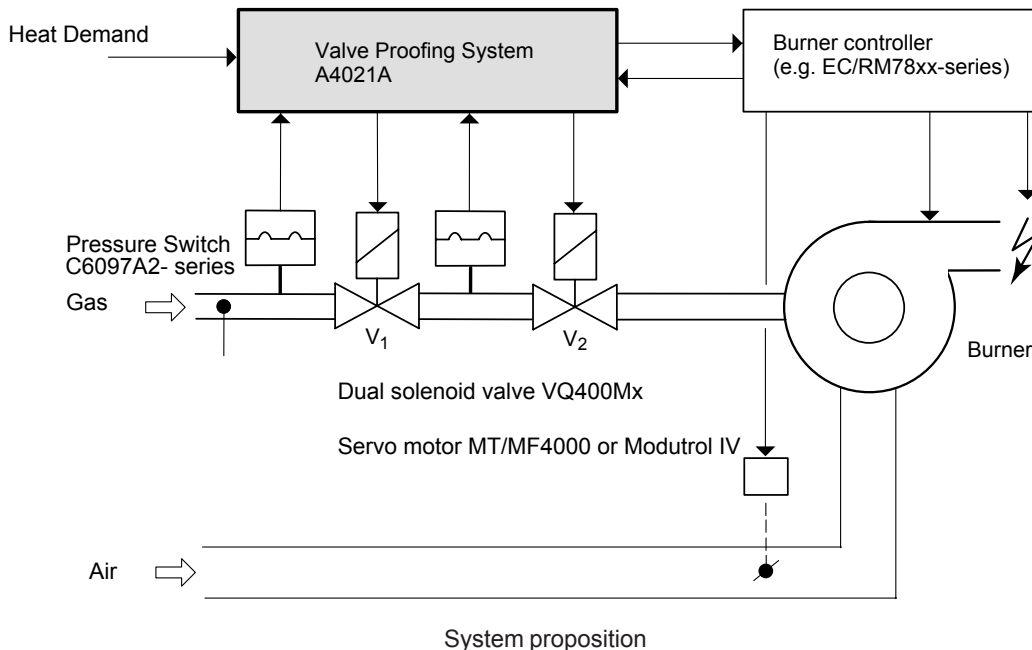 Heat Demand
Valve Proofing System
A4021A
Burner controller
(e.g. EC/RM78xx-series)
Pressure Switch
C6097A2- series
Gas
V1
V2
Burner
Dual solenoid valve VQ400Mx
Servo motor MT/MF4000 or Modutrol IV
Air
System proposition